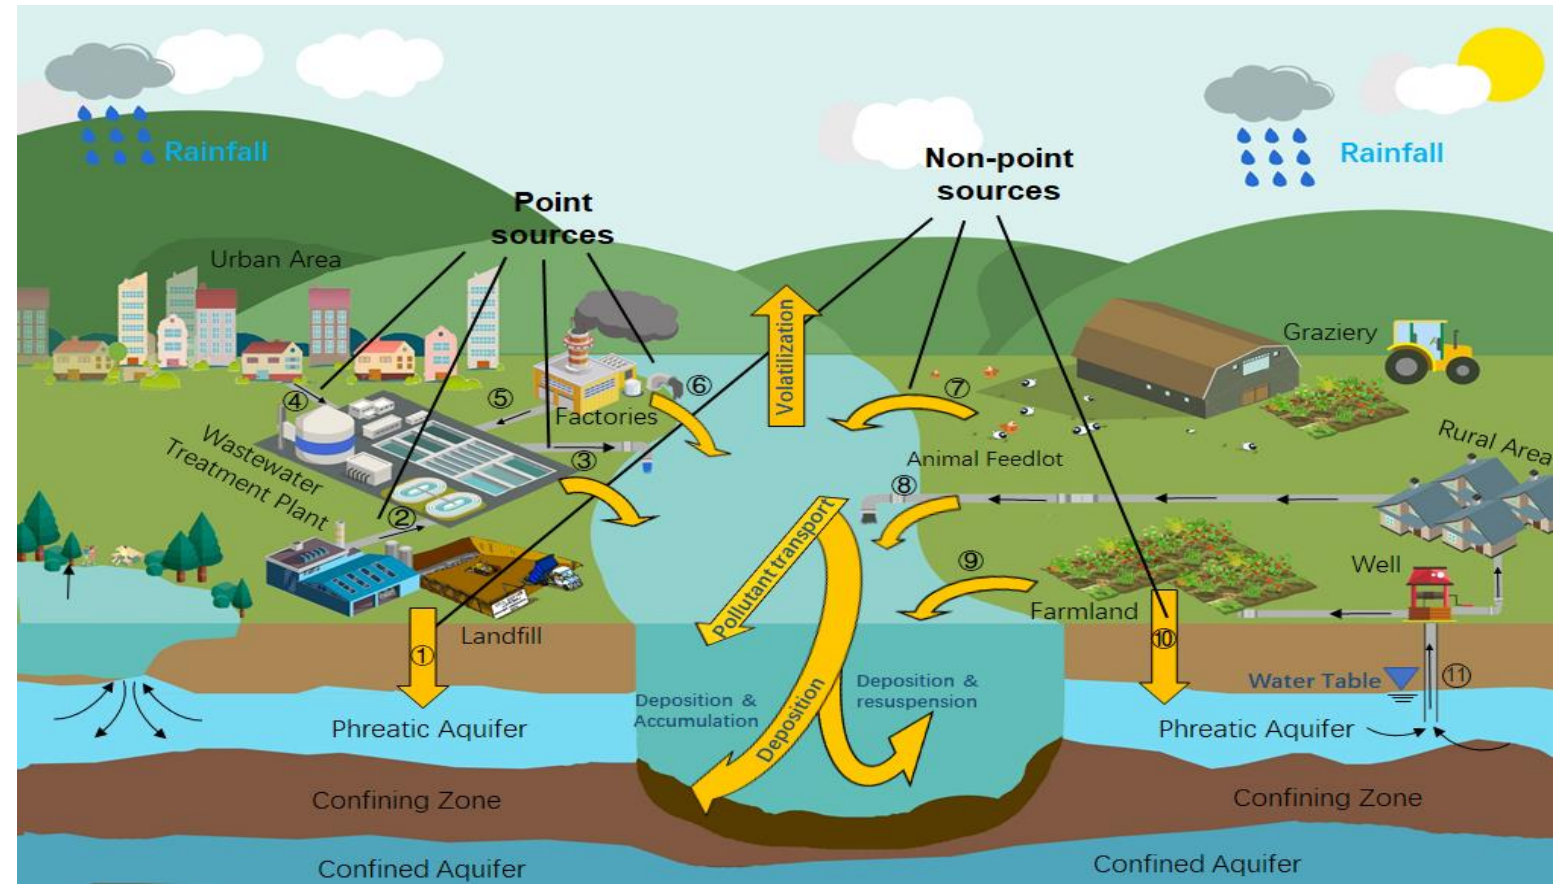 Rainfall
Rainfall
Non-point
sources
Point
sources
Urban Area
Volatilization
Graziery
④
⑤
⑥
⑦
Factories
Wastewater
Treatment Plant
③
Animal Feedlot
Rural Area
⑧
②
Pollutant transport
⑨
Well
Farmland
Landfill
①
⑩
Deposition &
Accumulation
Deposition
Deposition &
resuspension
Water Table
⑪
Phreatic Aquifer
Phreatic Aquifer
Confining Zone
Confining Zone
Confined Aquifer
Confined Aquifer